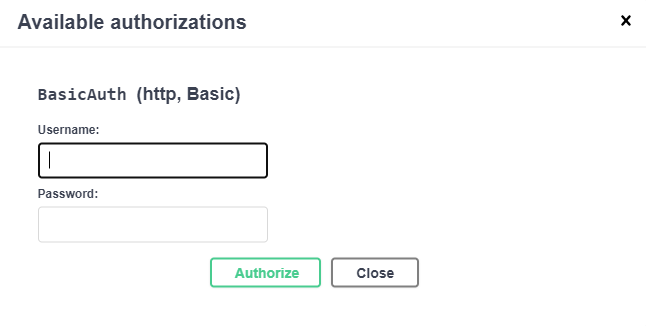 Available authorizations
BasicAuth (http, Basic)
Username:
Password:
Authorize Close